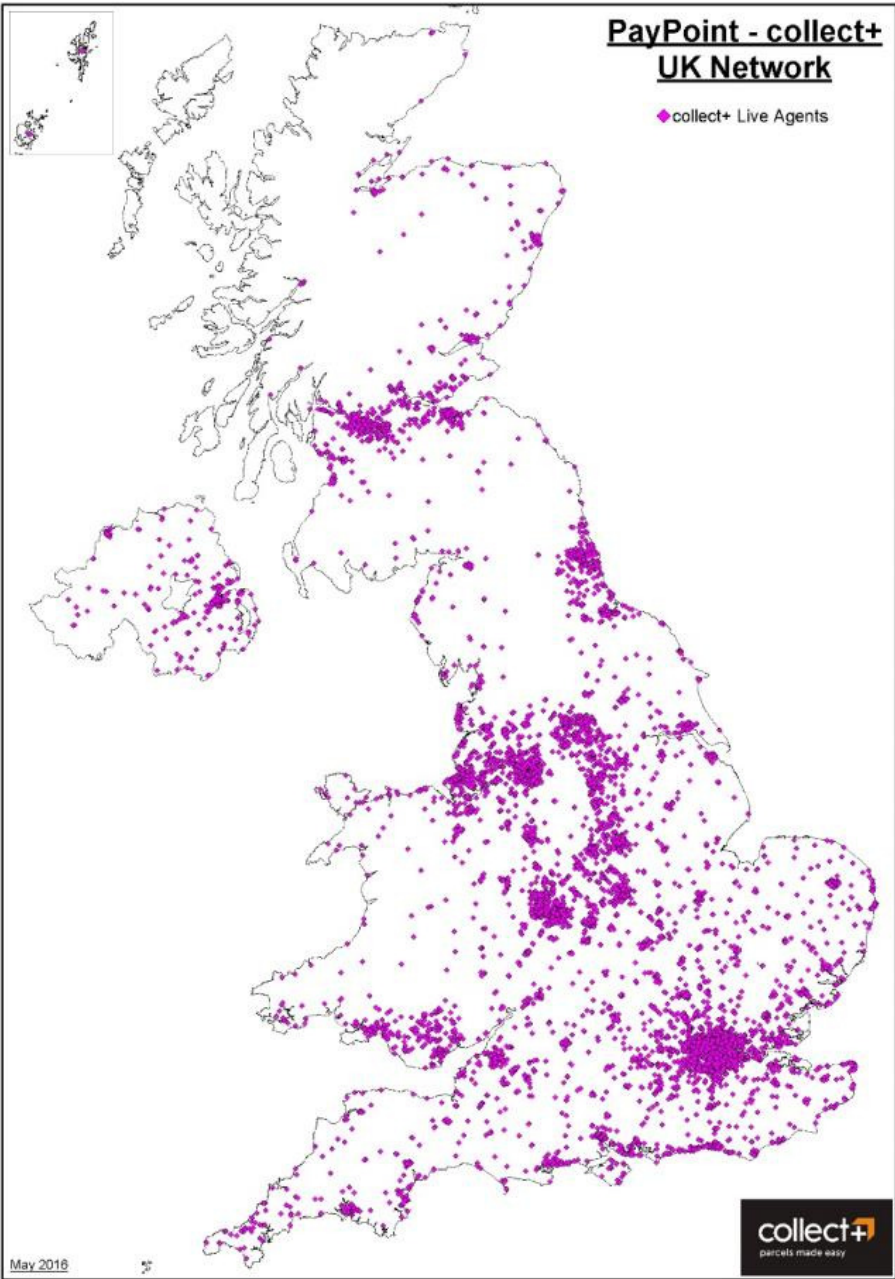 PayPoint - collect+
UK Network
collect+ Live Agents
collect+
parcels made easy
May 2016